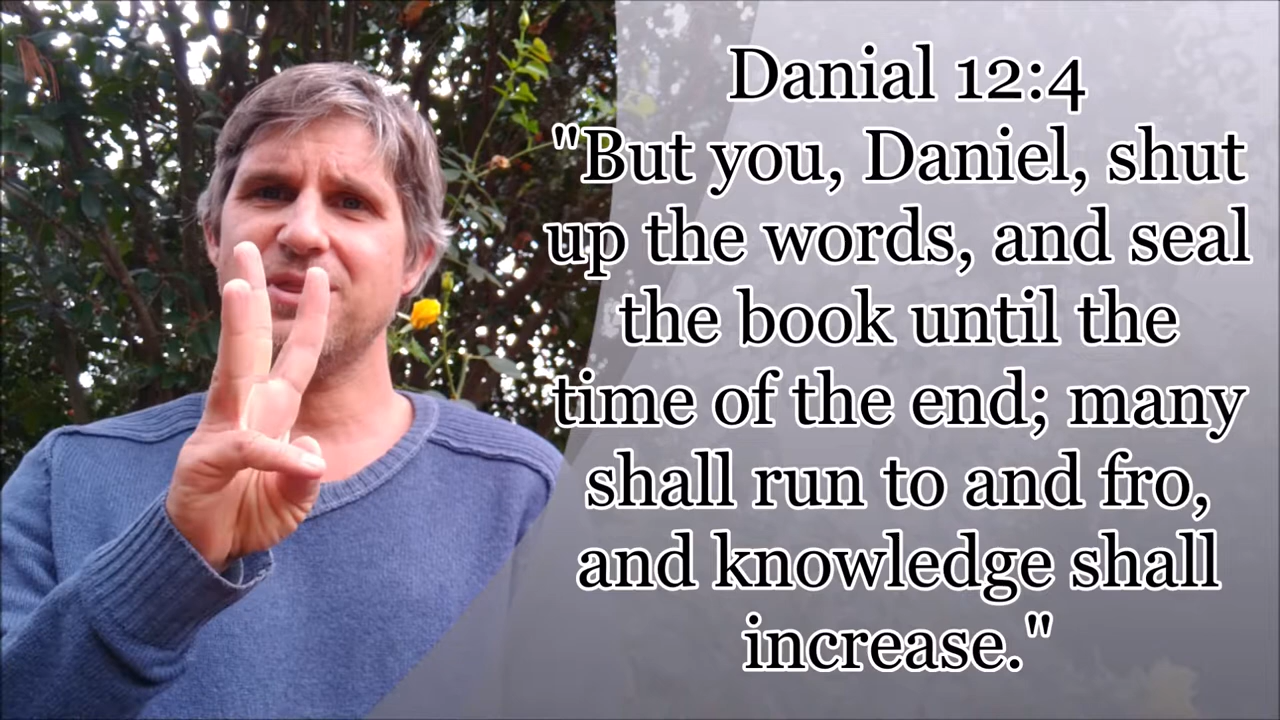 Danial 12:4
"But you, Daniel, shut
up the words, and seal
the book until the
time of the end; many
shall run to and fro,
and knowledge shall
increase."